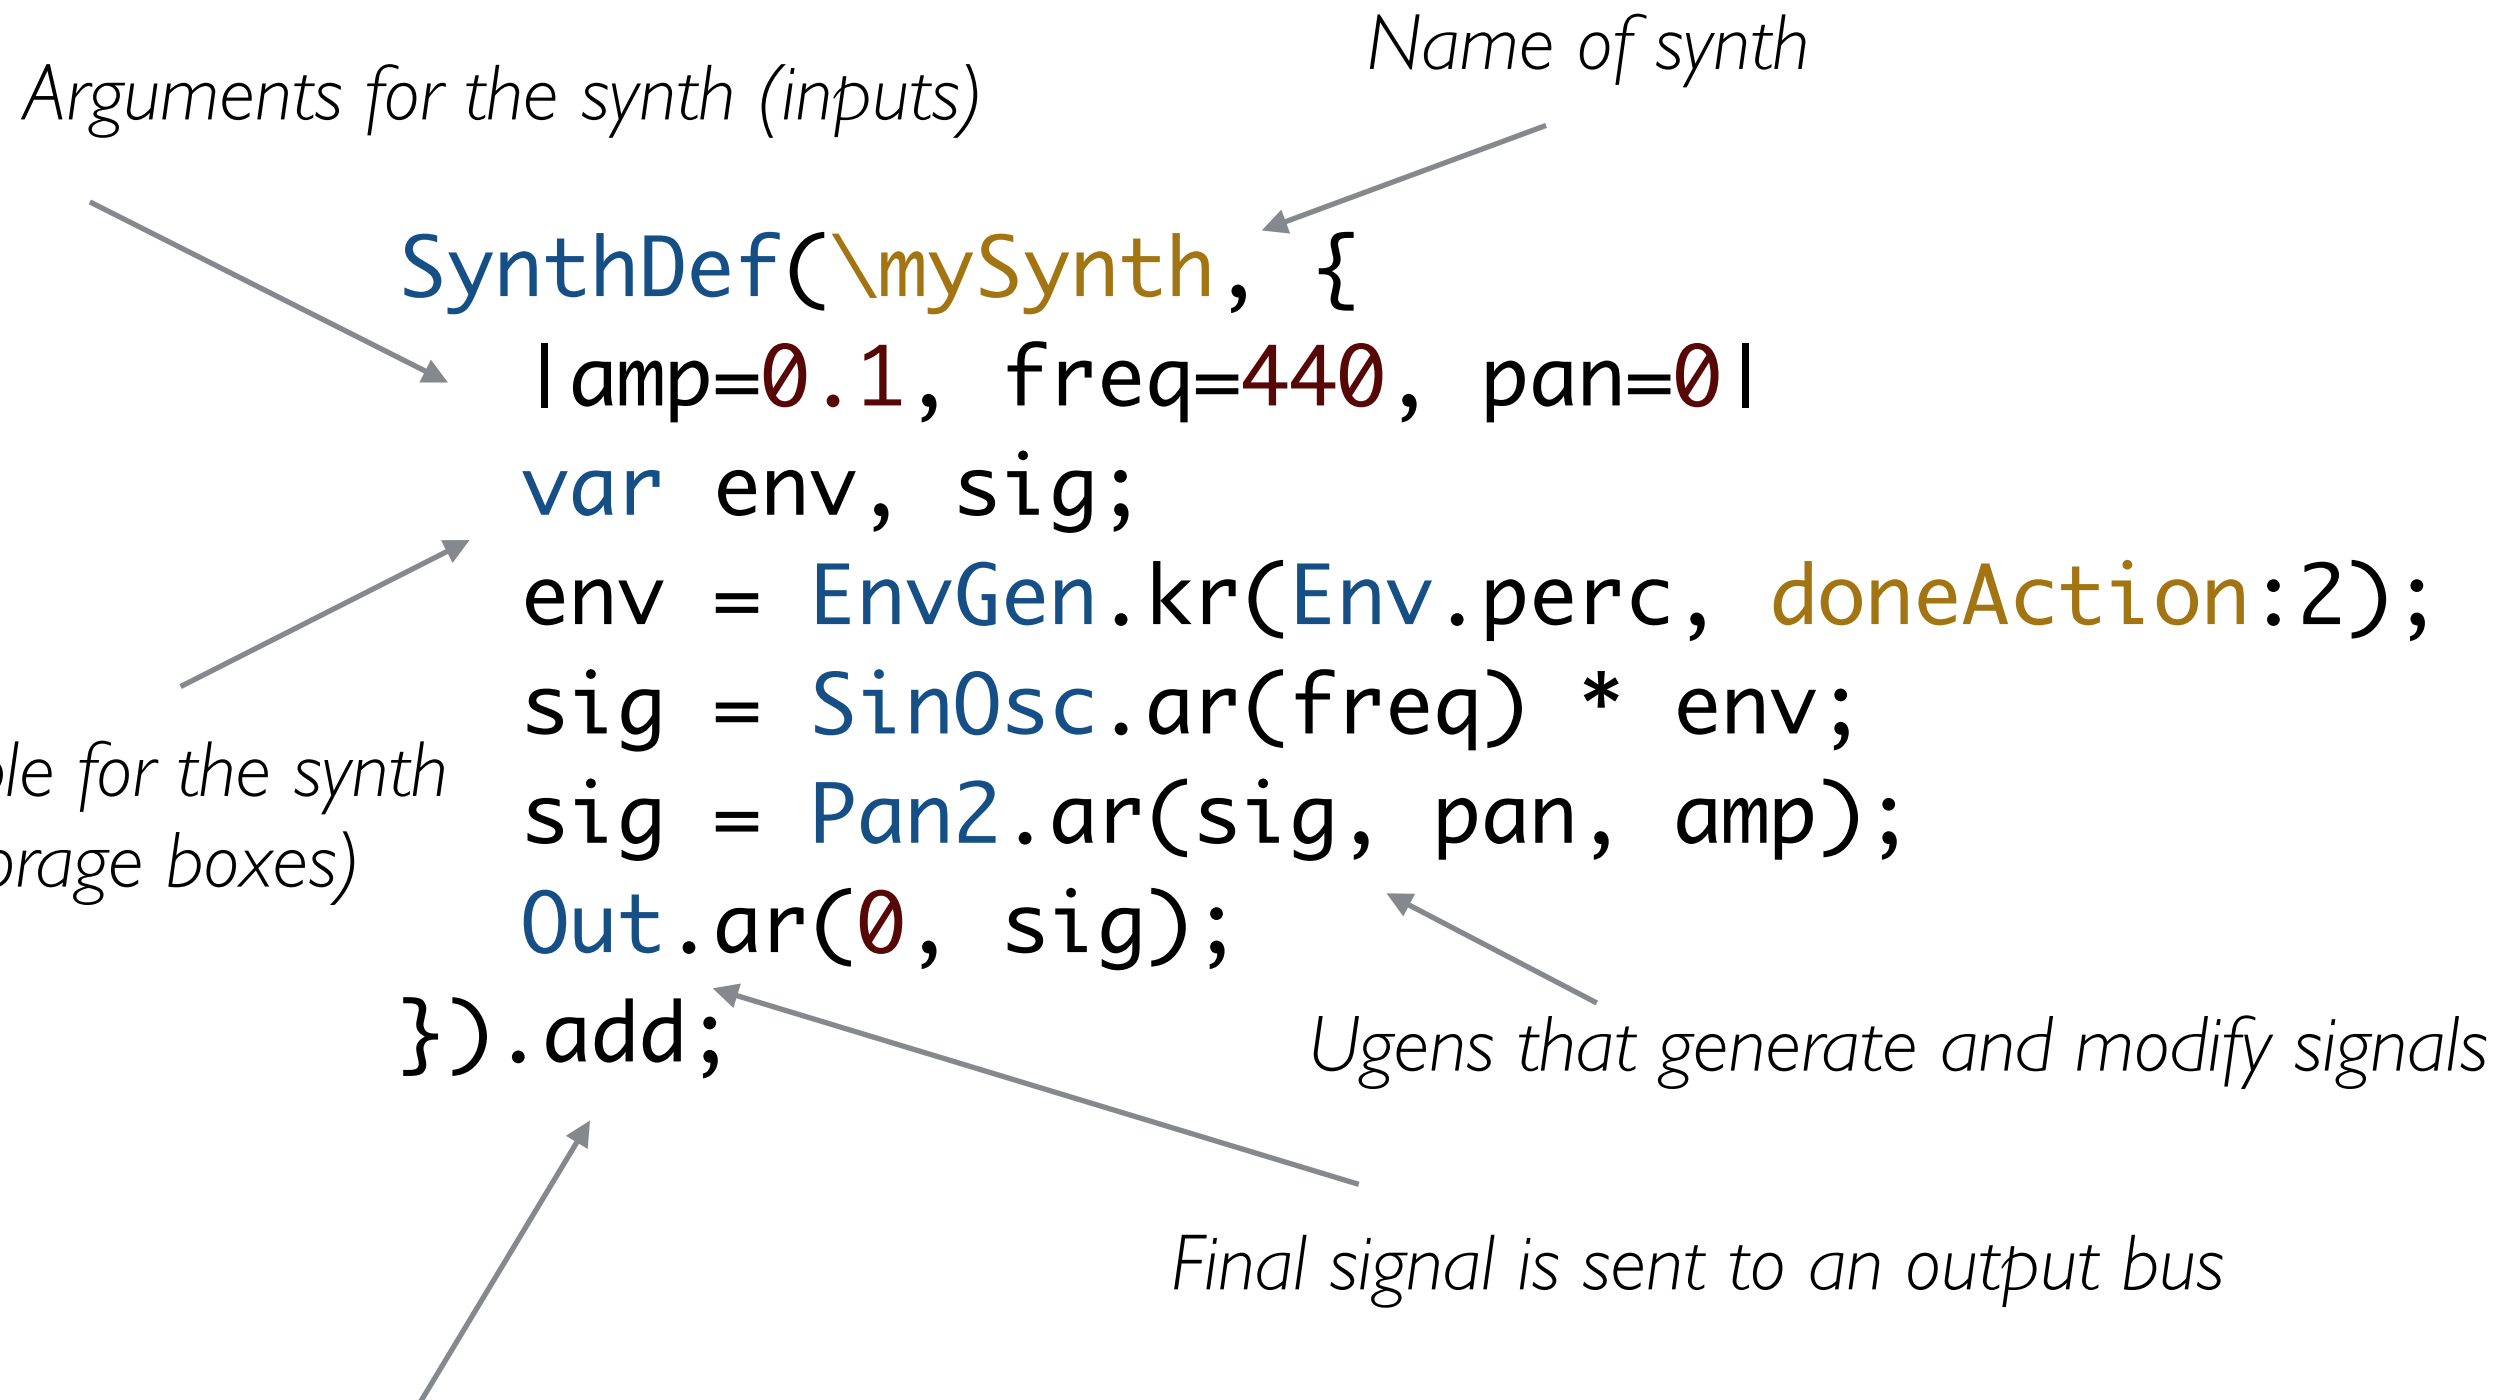 Name of synth
Arguments for the synth (inputs)
SynthDef(\mySynth, {
|amp=0.1, freq=440, pan=0|
var env, sig;
env = EnvGen.kr(Env.perc, doneAction:2);
sig = SinOsc.ar(freq) * env;
sig = Pan2.ar(sig, pan, amp);
Out.ar(0, sig);
}).add;
for the synth
boxes)
Ugens that generate and modify signals
Final signal is sent to an output bus